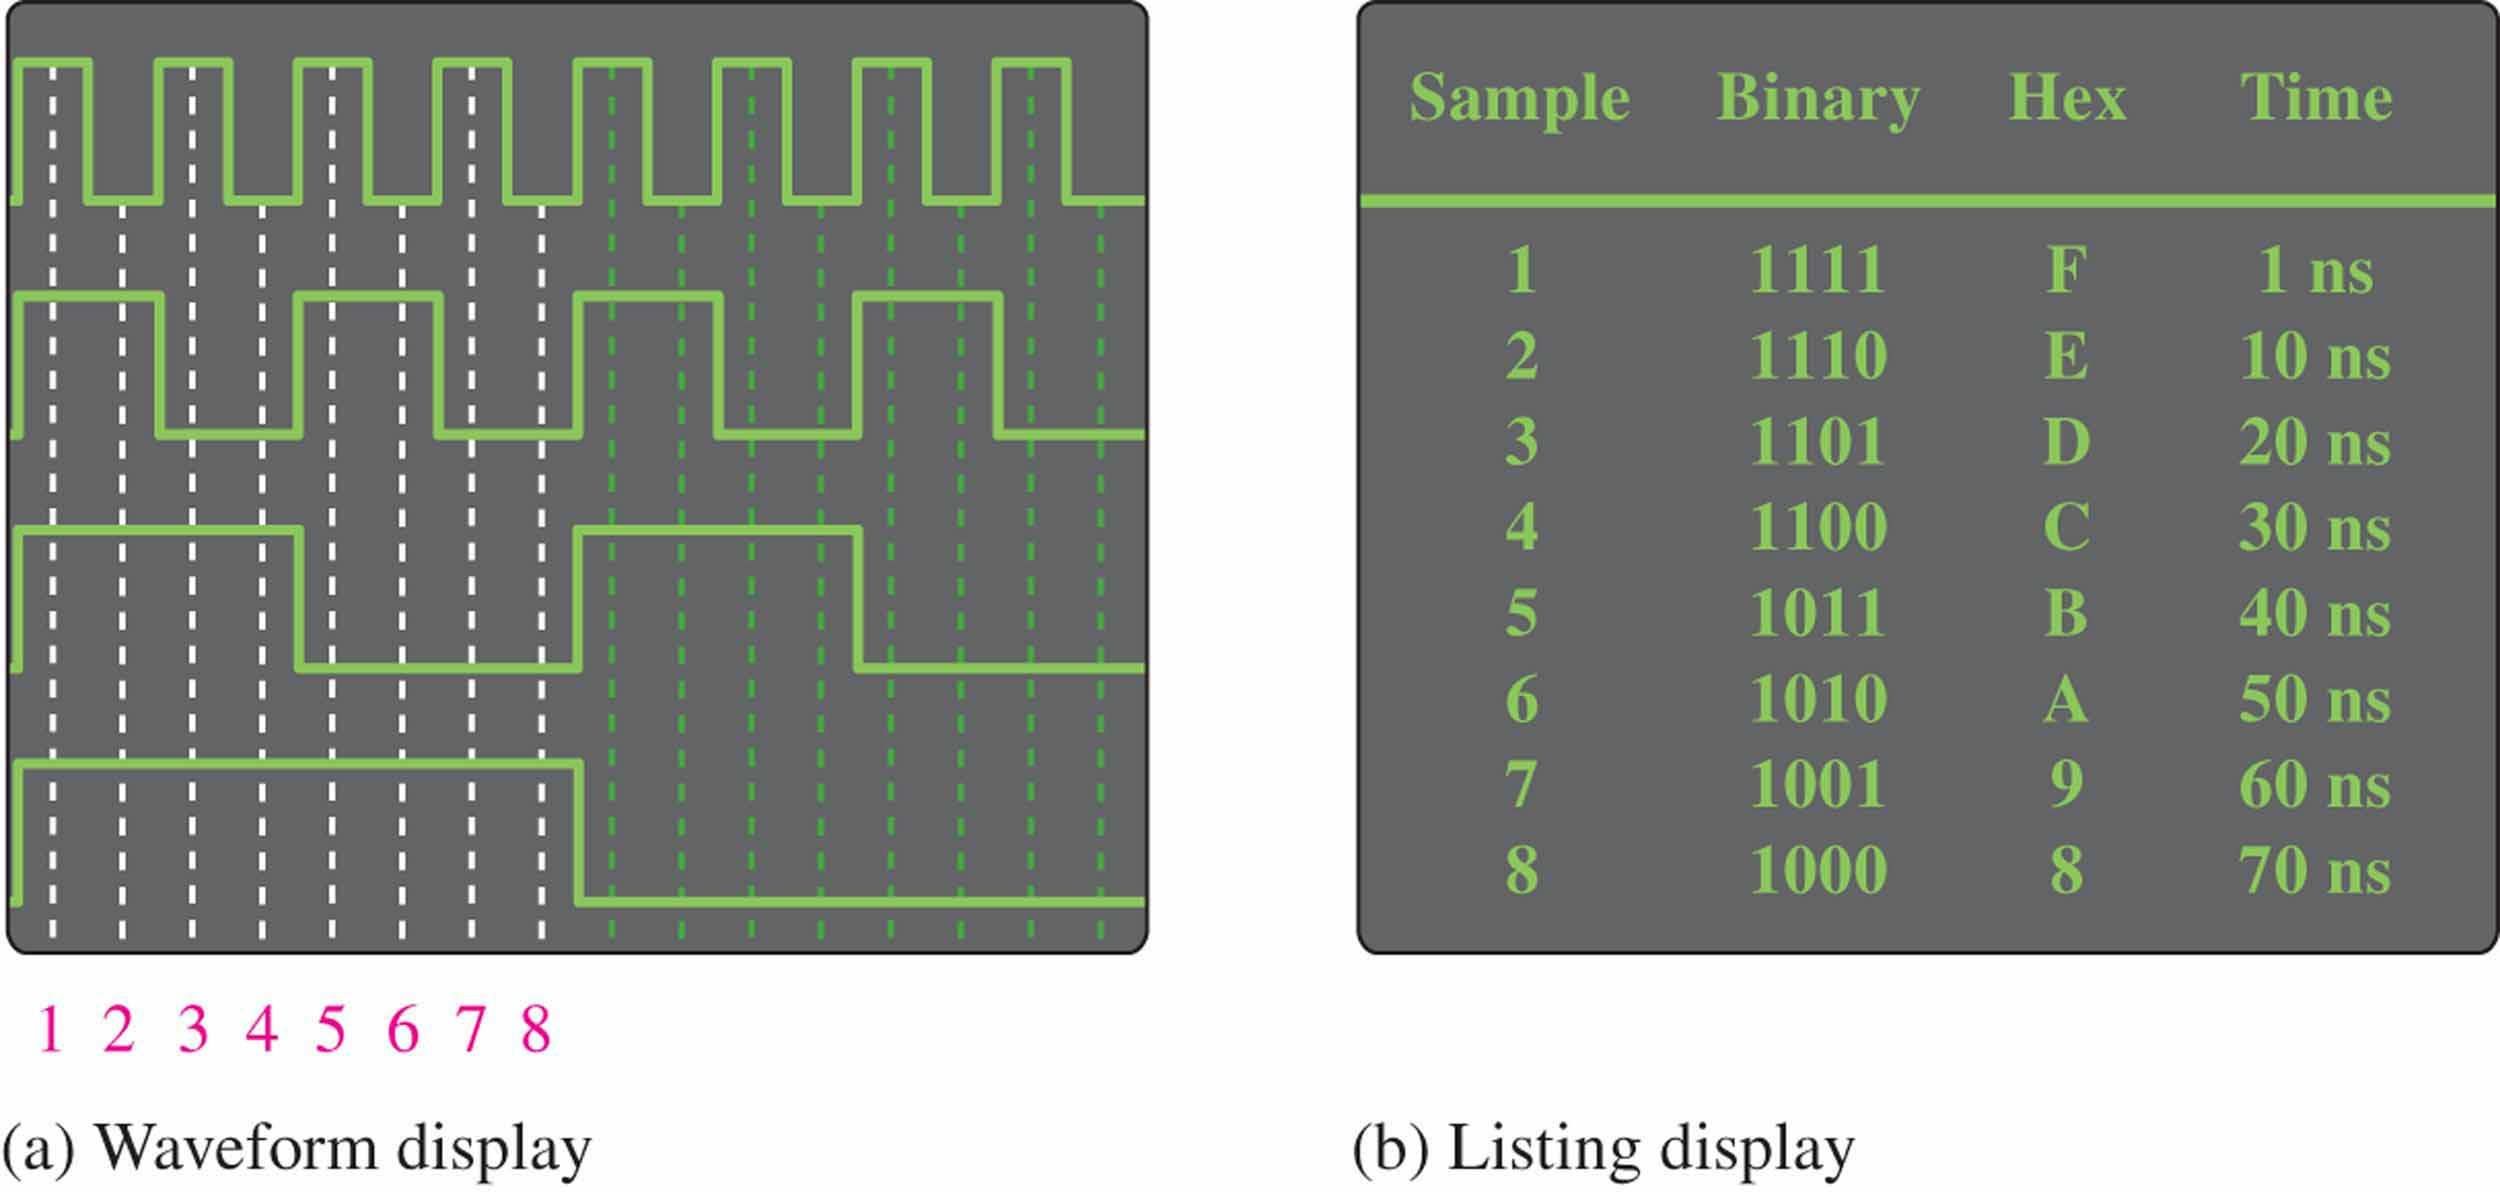 Sample Binary Hex Time
1 1111 F 1 ns
2 1110 E 10 ns
3 1101 D 20 ns
4 1100 C 30 ns
5 1011 B 40 ns
6 1010 A 50 ns
7 1001 9 60 ns
8 1000 8 70 ns
1 2 3 4 5 6 7 8
(a) Waveform display
(b) Listing display